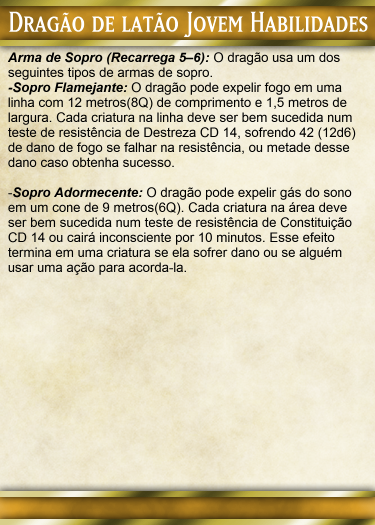 Dragão de latão Jovem Habilidades
Arma de Sopro (Recarrega 5–6): O dragão usa um dos
seguintes tipos de armas de sopro.
-Sopro Flamejante: O dragão pode expelir fogo em uma
linha com 12 metros(8Q) de comprimento e 1,5 metros de
largura. Cada criatura na linha deve ser bem sucedida num
teste de resistência de Destreza CD 14, sofrendo 42 (12d6)
de dano de fogo se falhar na resistência, ou metade desse
dano caso obtenha sucesso.
-Sopro Adormecente: O dragão pode expelir gás do sono
em um cone de 9 metros(6Q). Cada criatura na área deve
ser bem sucedida num teste de resistência de Constituição
CD 14 ou cairá inconsciente por 10 minutos. Esse efeito
termina em uma criatura se ela sofrer dano ou se alguém
usar uma ação para acorda-la.